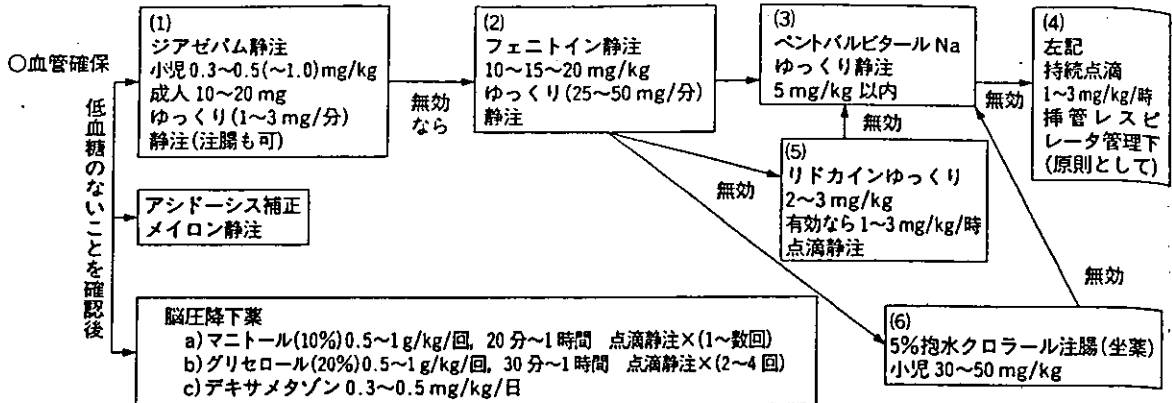 ○血管確保
低血糖のないことを確認後
(1)
ジアゼパム静注
小児 0.3〜0.5(〜1.0)mg/kg
成人 10〜20 mg
ゆっくり(1〜3 mg/分)
静注(注腸も可)
無効
なら
(2)
フェニトイン静注
10〜15〜20 mg/kg
ゆっくり(25〜50 mg/分)
静注
(3)
ペントバルビタール Na
ゆっくり静注
5 mg/kg 以内
無効
(4)
左記
持続点滴
1〜3 mg/kg/時
挿管レスピ
レータ管理下
(原則として)
無効
無効
(5)
リドカインゆっくり
2〜3 mg/kg
有効なら 1〜3 mg/kg/時
点滴静注
無効
(6)
5%抱水クロラール注腸(坐薬)
小児 30〜50 mg/kg
アシドーシス補正
メイロン静注
脳圧降下薬
a)マニトール(10%)0.5〜1 g/kg/回, 20 分〜1 時間 点滴静注×(1〜数回)
b)グリセロール(20%)0.5〜1 g/kg/回, 30 分〜1 時間 点滴静注×(2〜4 回)
c)デキサメタゾン 0.3〜0.5 mg/kg/日